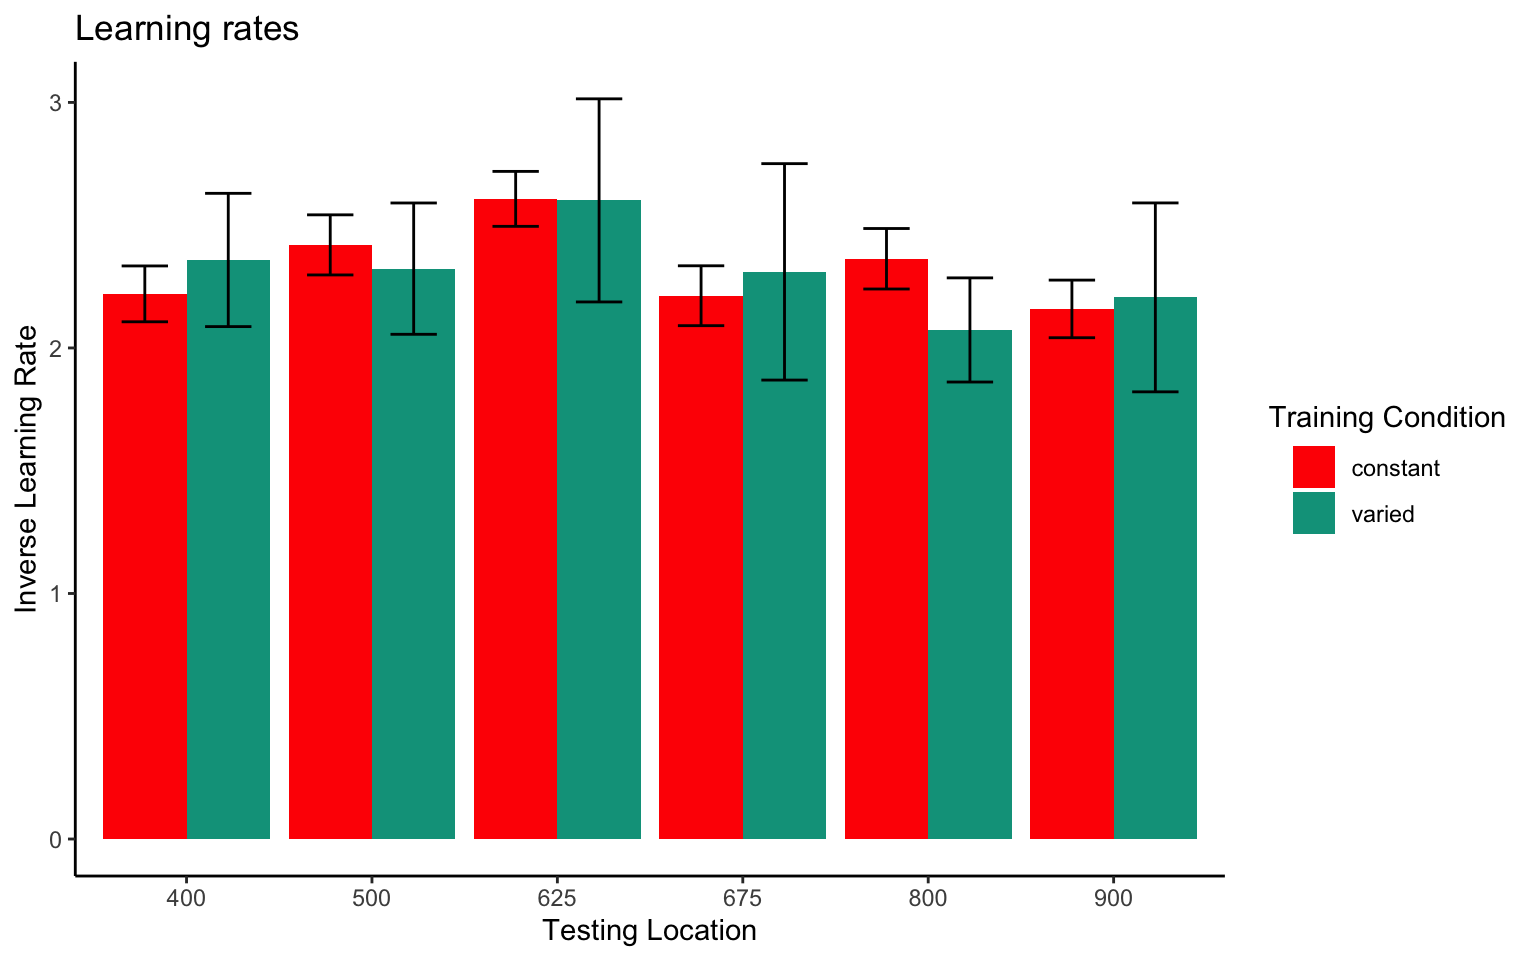 Learning rates
Inverse Learning Rate
3
2
1
0
400 500 625 675 800 900
Testing Location
Training Condition
constant
varied